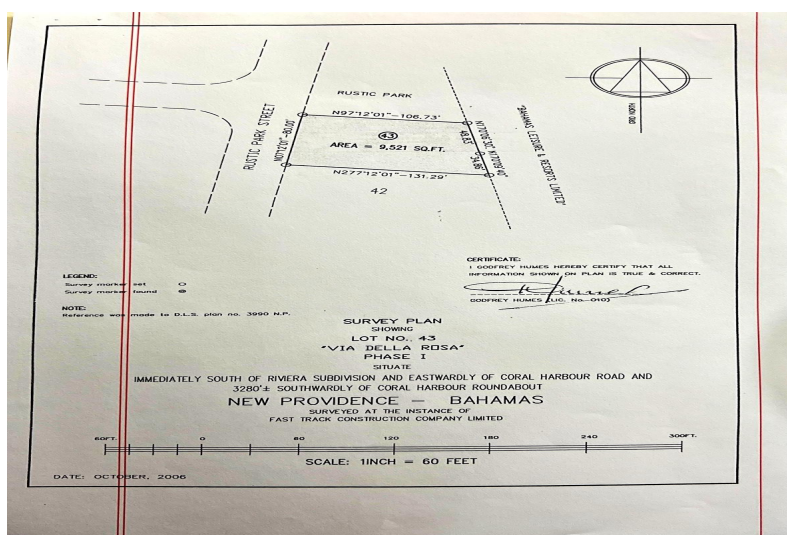 RUSTIC PARK
N97°12'01"-106.73'
RUSTIC PARK STREET
43
AREA = 9,521 SQ.FT.
48.83'
34.86'
"BAHAMAS LEISURE & RESORTS LIMITED"
GRID NORTH
N277°12'01"-131.29'
42
LEGEND:
Survey marker set
Survey marker found
NOTE:
Reference was made to D.L.S. plan no. 3990 N.P.
CERTIFICATE:
I GODFREY HUMES HEREBY CERTIFY THAT ALL
INFORMATION SHOWN ON PLAN IS TRUE & CORRECT.
GODFREY HUMES (LIC. No.-010)
SURVEY PLAN
SHOWING
LOT NO.. 43
"VIA DELLA ROSA"
PHASE I
SITUATE
IMMEDIATELY SOUTH OF RIVIERA SUBDIVISION AND EASTWARDLY OF CORAL HARBOUR ROAD AND
3280'± SOUTHWARDLY OF CORAL HARBOUR ROUNDABOUT
NEW PROVIDENCE - BAHAMAS
SURVEYED AT THE INSTANCE OF
FAST TRACK CONSTRUCTION COMPANY LIMITED
60FT. 0 60 120 180 240 300FT.
SCALE: 1INCH = 60 FEET
DATE: OCTOBER, 2006